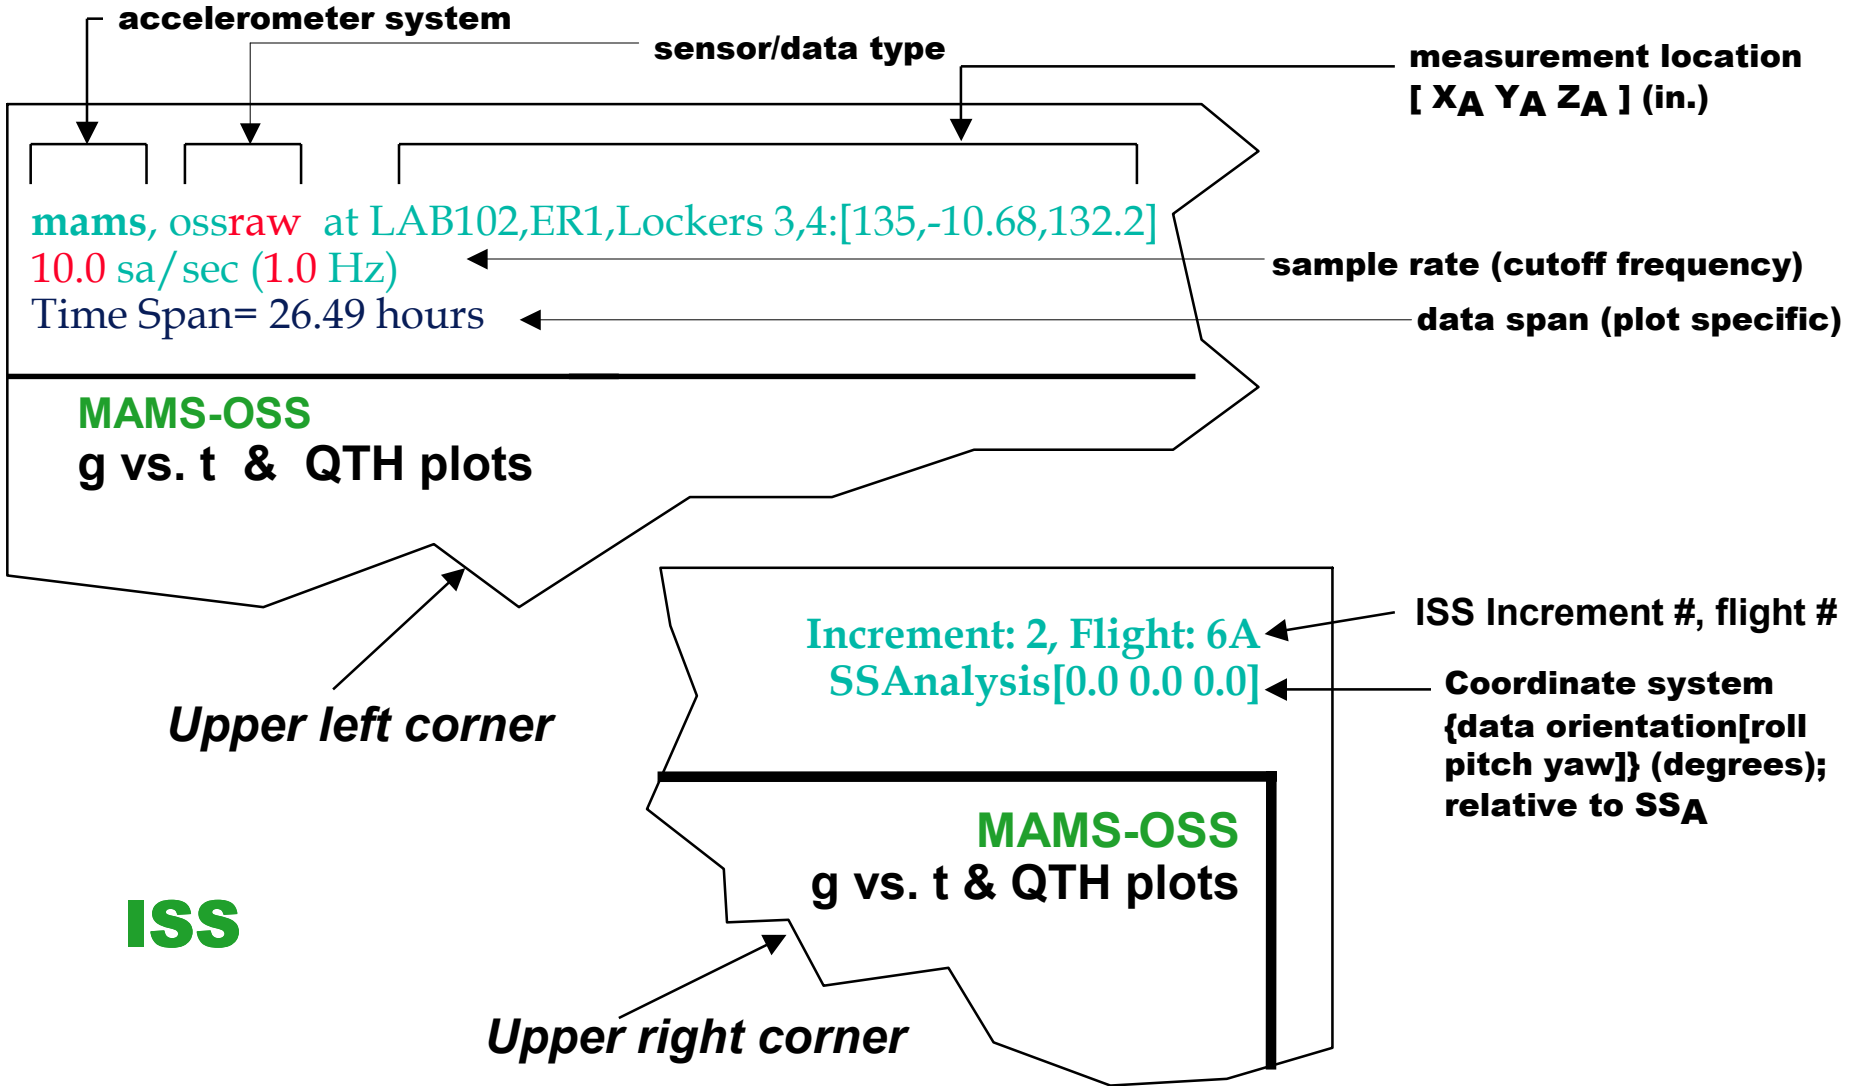 accelerometer system
sensor/data type
measurement location
[ XA YA ZA ] (in.)
mams, ossraw at LAB102,ER1,Lockers 3,4:[135,-10.68,132.2]
10.0 sa/sec (1.0 Hz)
sample rate (cutoff frequency)
Time Span= 26.49 hours
data span (plot specific)
MAMS-OSS
g vs. t & QTH plots
Upper left corner
Increment: 2, Flight: 6A
ISS Increment #, flight #
SSAnalysis[0.0 0.0 0.0]
Coordinate system
{data orientation[roll
pitch yaw]} (degrees);
relative to SSA
MAMS-OSS
g vs. t & QTH plots
ISS
Upper right corner